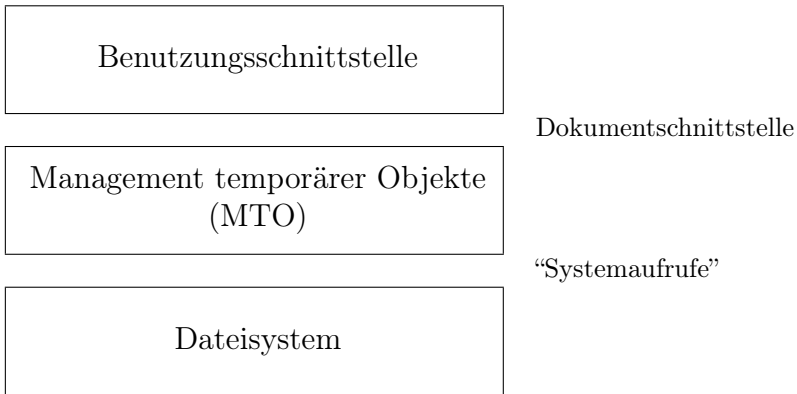 Benutzungsschnittstelle
Dokumentschnittstelle
Management temporärer Objekte
(MTO)
“Systemaufrufe”
Dateisystem